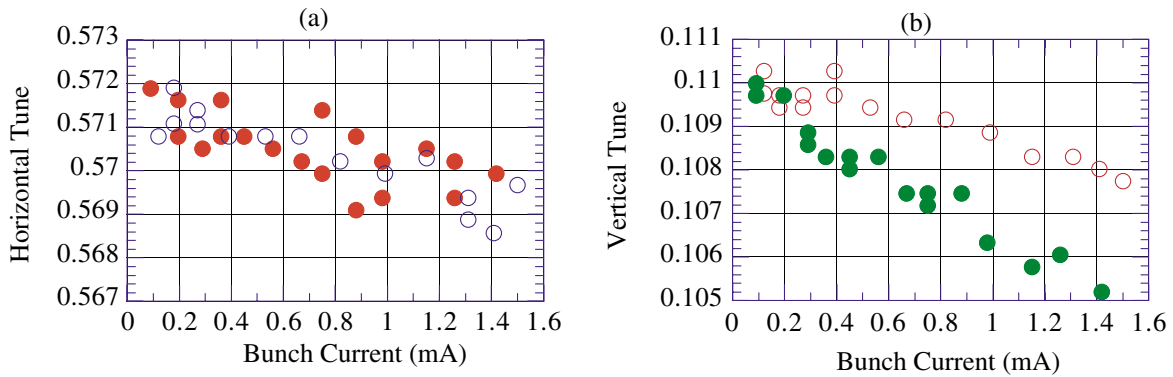 (a)
0.573
0.572
0.571
0.57
0.569
0.568
0.567
Horizontal Tune
0 0.2 0.4 0.6 0.8 1 1.2 1.4 1.6
Bunch Current (mA)
(b)
0.111
0.11
0.109
0.108
0.107
0.106
0.105
Vertical Tune
0 0.2 0.4 0.6 0.8 1 1.2 1.4 1.6
Bunch Current (mA)